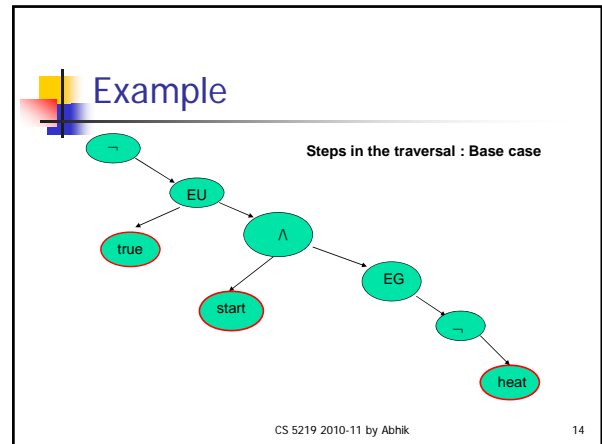 Example
Steps in the traversal : Base case
¬
EU
true
Λ
start
EG
¬
heat
CS 5219 2010-11 by Abhik
14